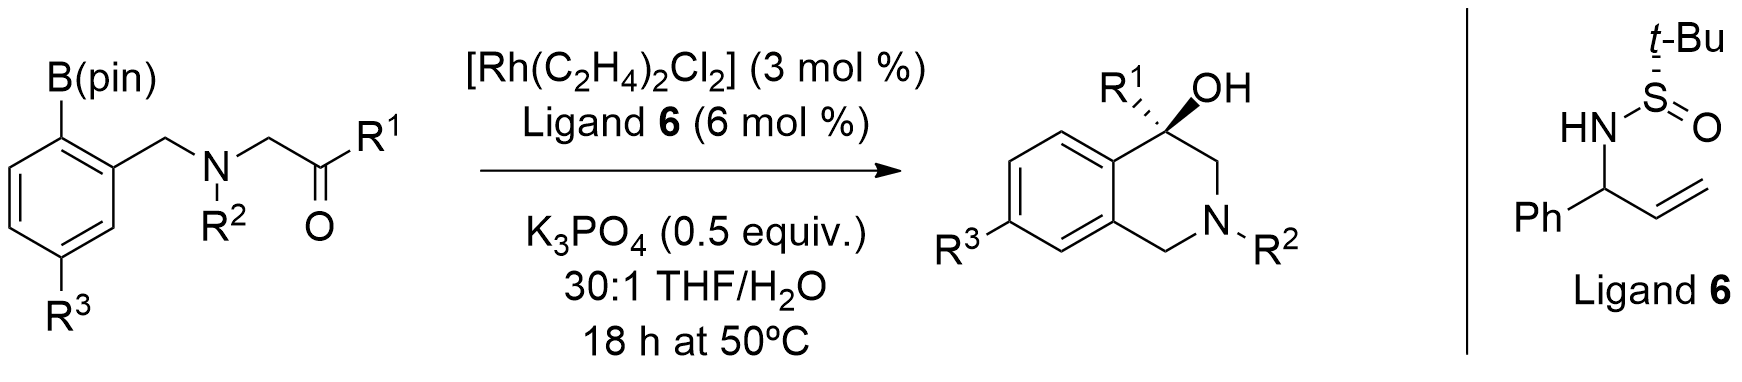 B(pin)
R¹
N
R²
O
R³
[Rh(C₂H₄)₂Cl₂] (3 mol %)
Ligand 6 (6 mol %)
K₃PO₄ (0.5 equiv.)
30:1 THF/H₂O
18 h at 50ºC
R¹
OH
N
R²
R³
t-Bu
S
HN
O
Ph
Ligand 6